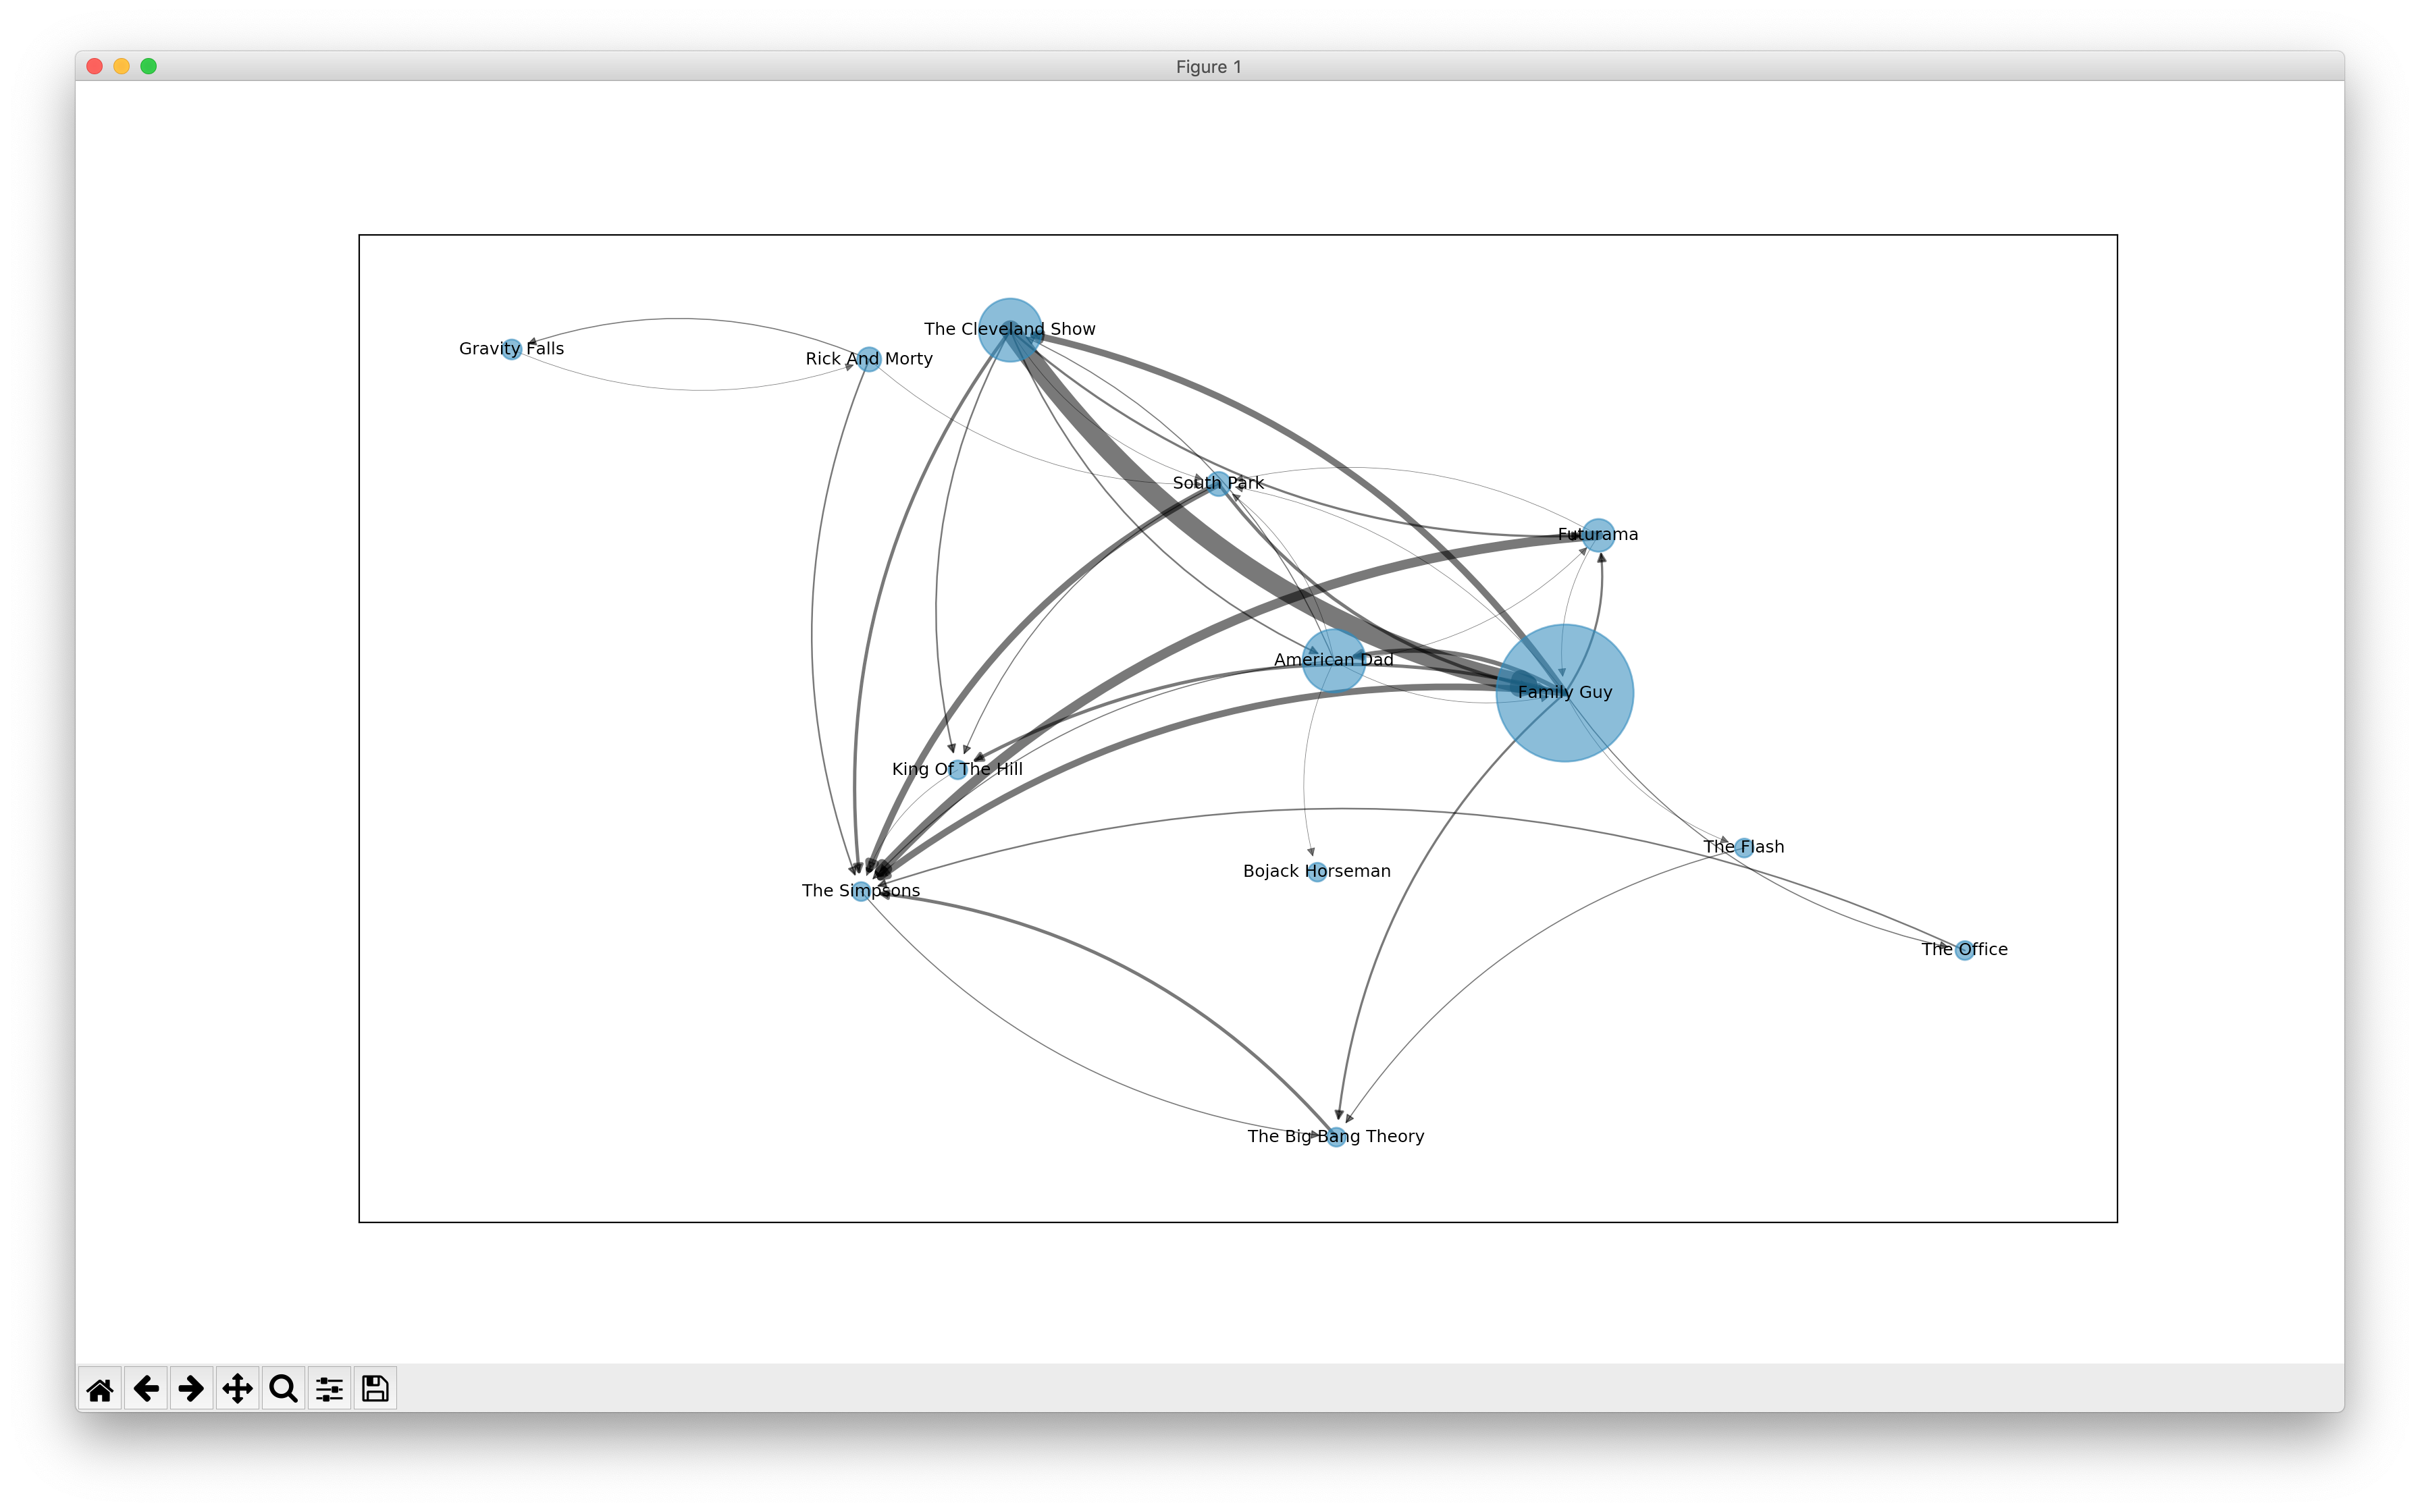 Figure 1
The Cleveland Show
Gravity Falls
Rick And Morty
South Park
Futurama
American Dad
Family Guy
King Of The Hill
The Flash
Bojack Horseman
The Simpsons
The Office
The Big Bang Theory